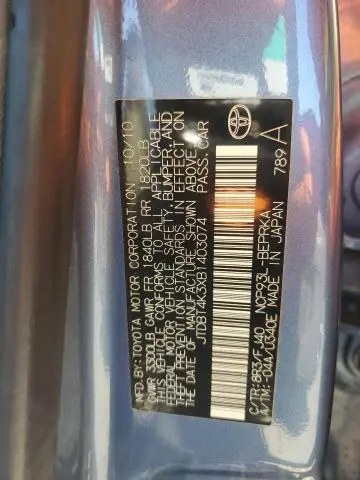 MFD. BY: TOYOTA MOTOR CORPORATION 10/10
GVWR 3300LB GAWR FR 1840LB RR 1820LB
THIS VEHICLE CONFORMS TO ALL APPLICABLE
FEDERAL MOTOR VEHICLE SAFETY, BUMPER, AND
THEFT PREVENTION STANDARDS IN EFFECT ON
THE DATE OF MANUFACTURE SHOWN ABOVE.
JTDBT4K3XB1403074 PASS. CAR
C/TR: 8S3/FJ40 NCP93L-BEPRKA
A/TM: -04A/U340E MADE IN JAPAN
789 A
TOYOTA